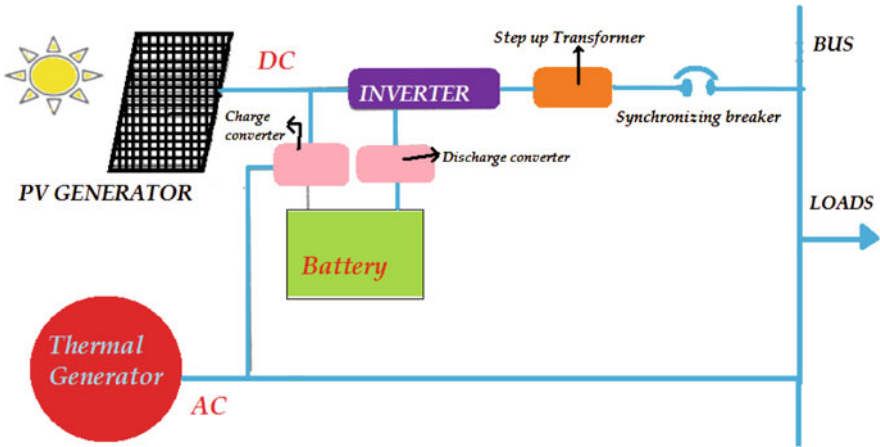 Step up Transformer
BUS
DC
INVERTER
Charge
converter
Synchronizing breaker
Discharge converter
PV GENERATOR
LOADS
Battery
Thermal
Generator
AC